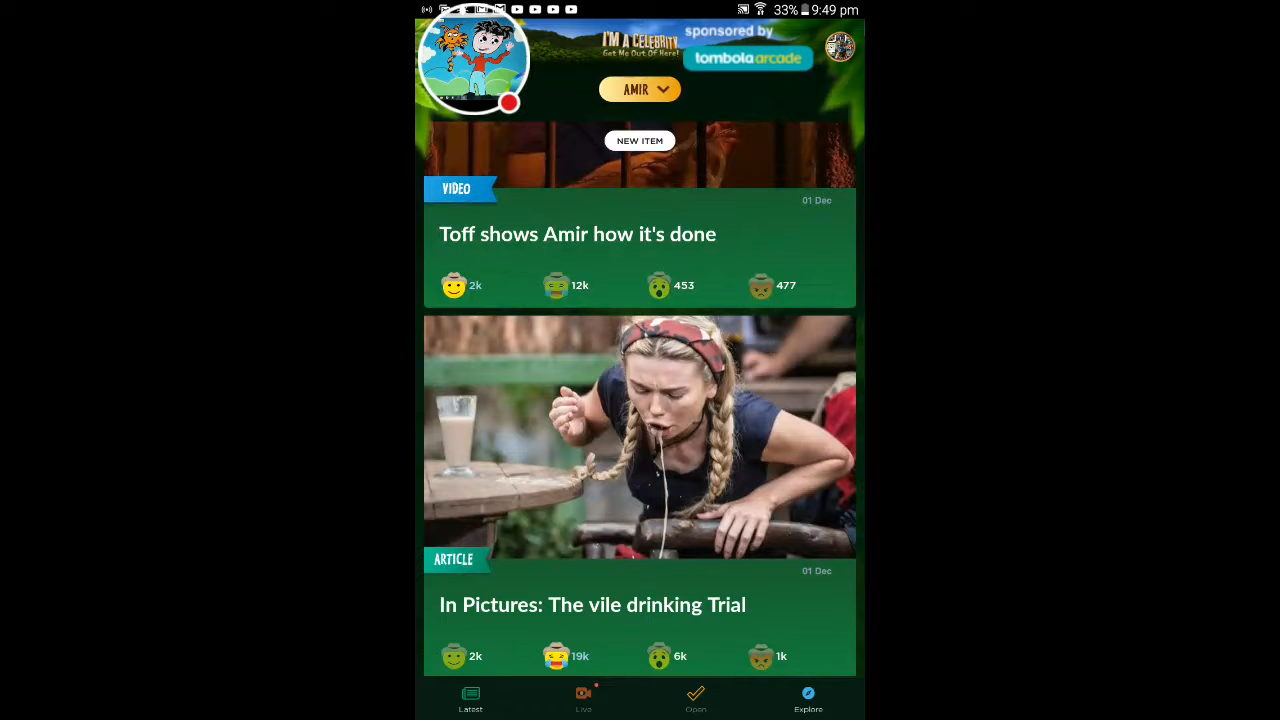 33% 9:49 pm
I'M A CELEBRITY
Get Me Out Of Here!
sponsored by
tombola arcade
AMIR
NEW ITEM
VIDEO
01 Dec
Toff shows Amir how it's done
2k 12k 453 477
ARTICLE
01 Dec
In Pictures: The vile drinking Trial
2k 19k 6k 1k
Latest Live Open Explore